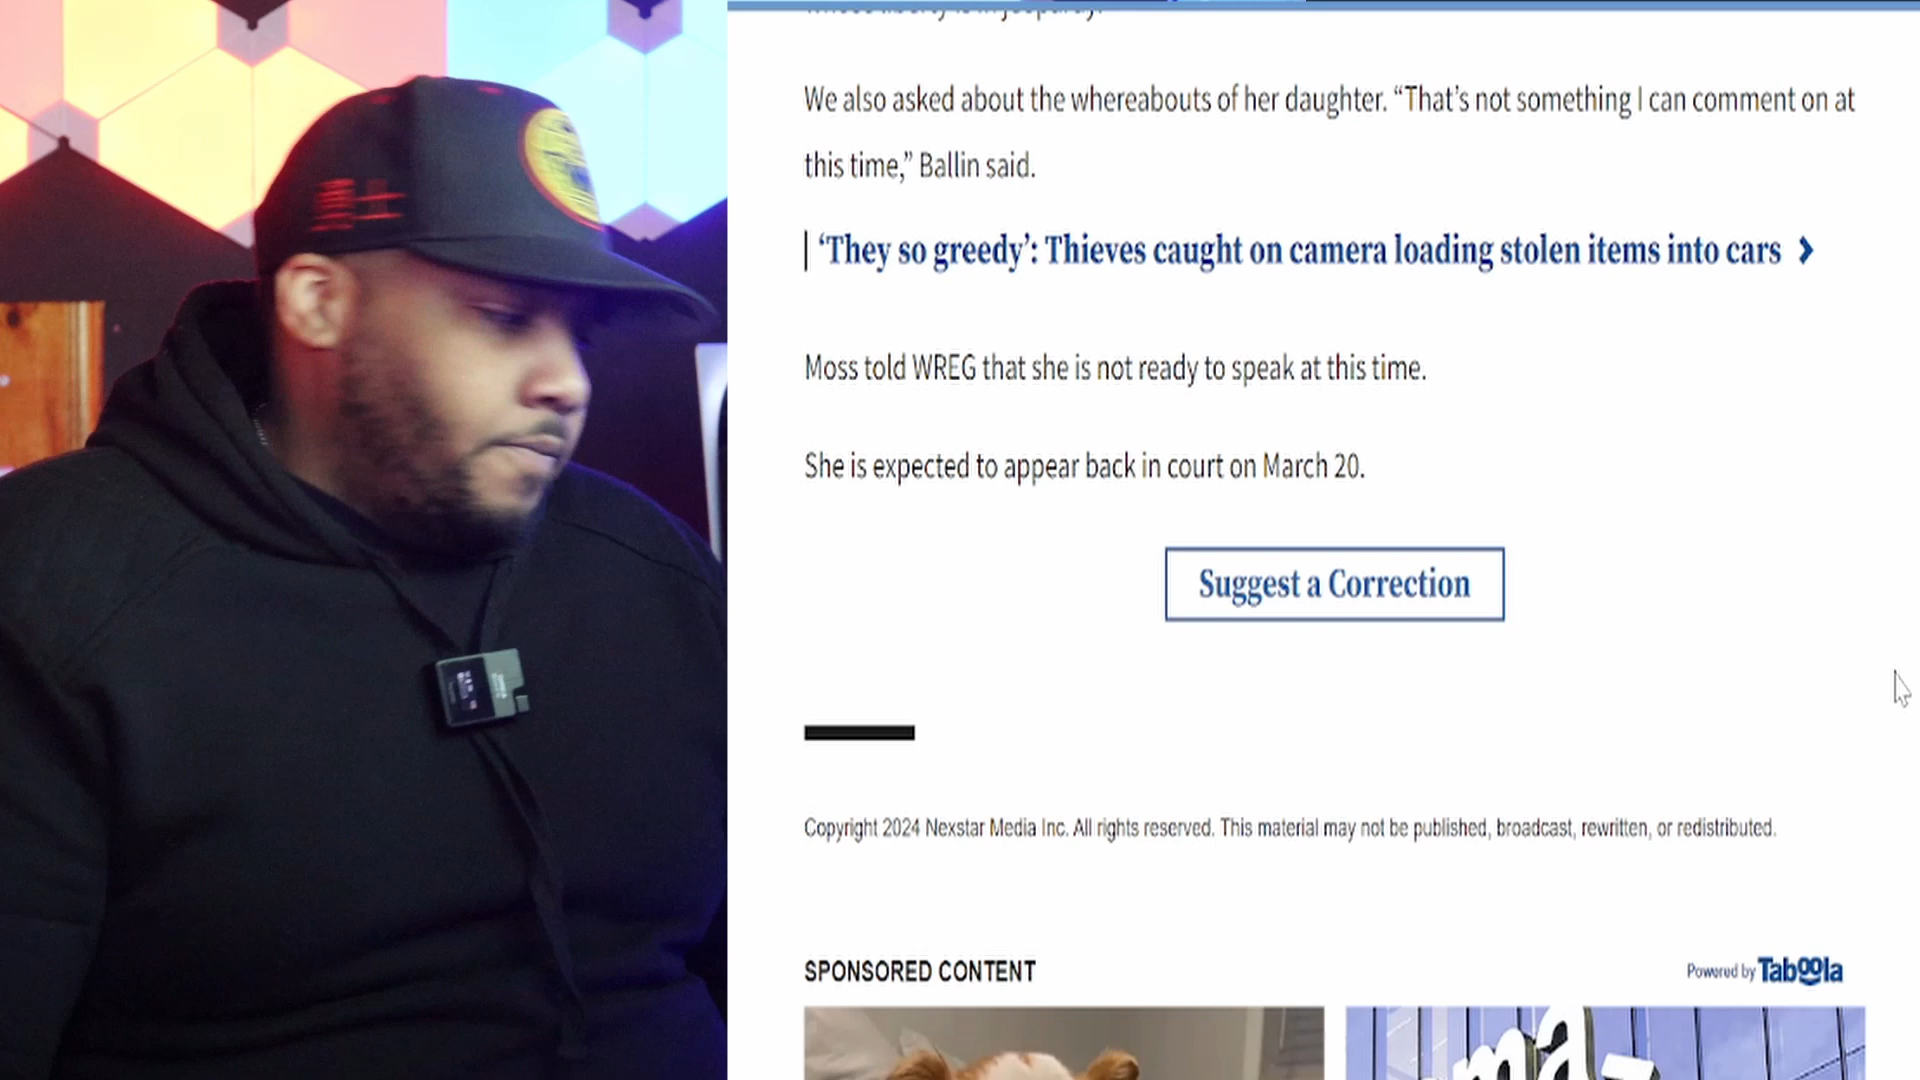 We also asked about the whereabouts of her daughter. “That’s not something I can comment on at
this time,” Ballin said.
‘They so greedy’: Thieves caught on camera loading stolen items into cars
Moss told WREG that she is not ready to speak at this time.
She is expected to appear back in court on March 20.
Suggest a Correction
Copyright 2024 Nexstar Media Inc. All rights reserved. This material may not be published, broadcast, rewritten, or redistributed.
SPONSORED CONTENT
Powered by Taboola
ma